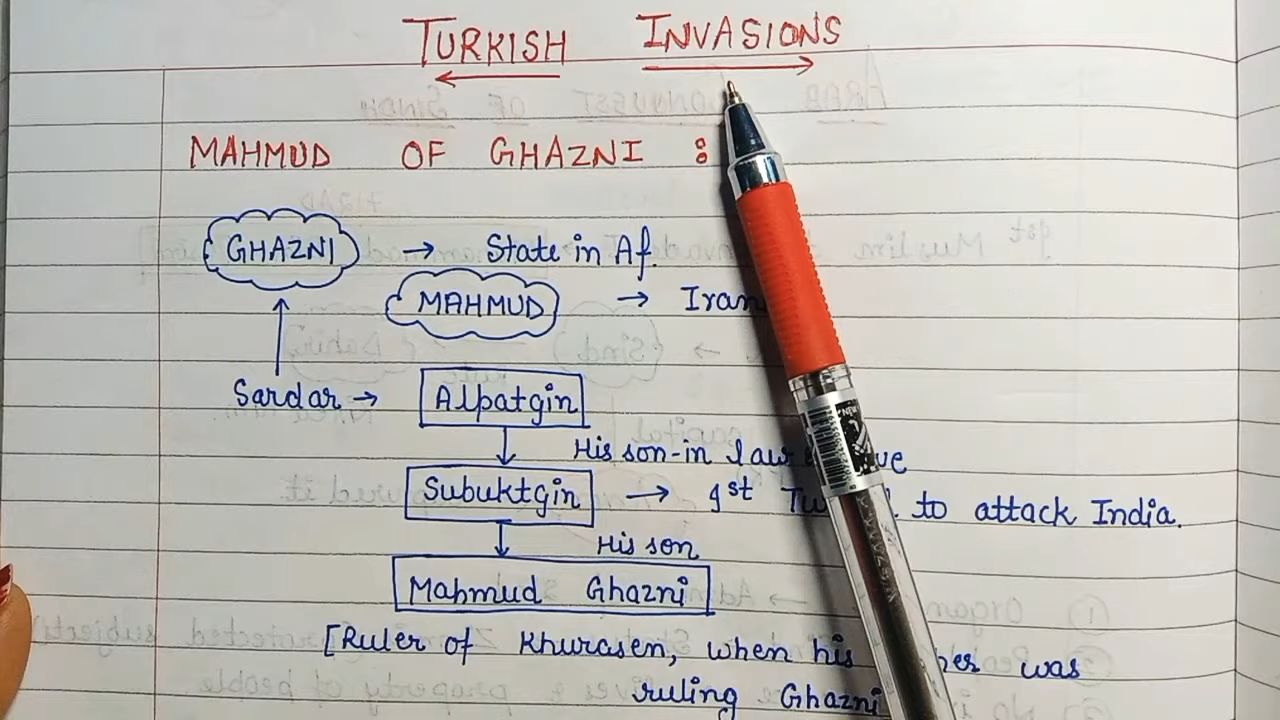 TURKISH INVASIONS
MAHMUD OF GHAZNI :
GHAZNI → State in Af.
MAHMUD → Iran
Sardar → Alpatgin
His son-in law
Subuktgin → 1st to attack India.
His son
Mahmud Ghazni
[Ruler of Khurasen, when his was
ruling Ghazni